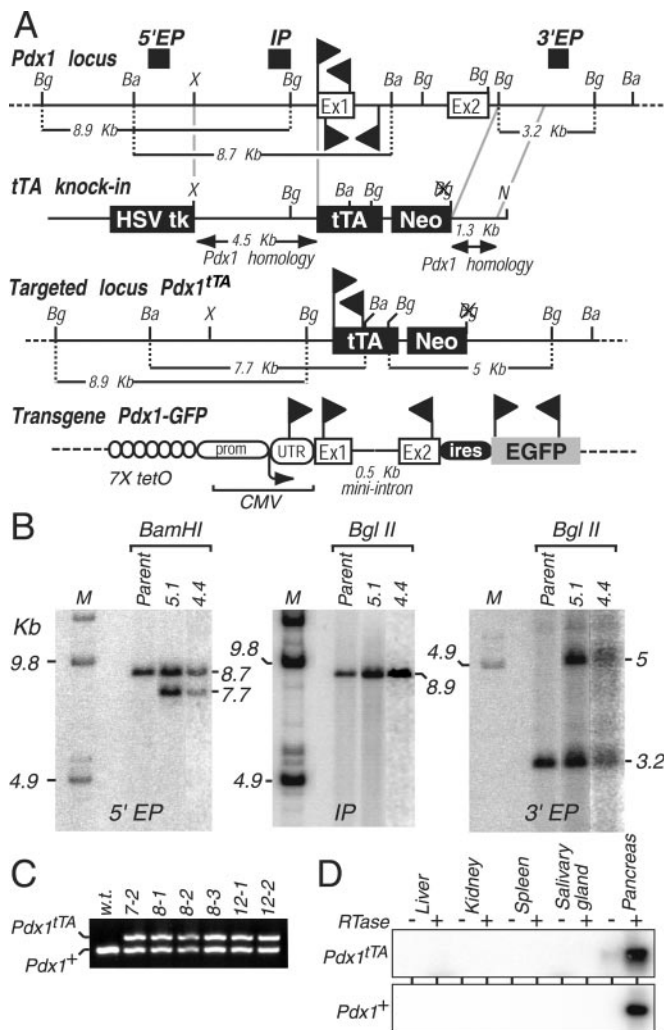 A
5'EP IP 3'EP
Pdx1 locus
Bg Ba X Bg Ex1 Ba Bg Ex2 Bg Bg Ba
8.9 Kb
8.7 Kb
3.2 Kb
tTA knock-in
X Bg Ba Bg Bg N
HSV tk tTA Neo
4.5 Kb
1.3 Kb
Pdx1 homology Pdx1 homology
Targeted locus Pdx1tTA
Bg Ba X Bg Ba Bg Bg Bg Ba
tTA Neo
7.7 Kb 5 Kb
8.9 Kb
Transgene Pdx1-GFP
prom UTR Ex1 Ex2 ires EGFP
7X tetO
CMV
0.5 Kb
mini-intron
B
BamHI Bgl II Bgl II
M Parent 5.1 4.4 M Parent 5.1 4.4 M Parent 5.1 4.4
Kb
9.8 8.7 7.7 4.9
5' EP
9.8 8.9 4.9
IP
4.9 5 3.2
3' EP
C
w.t. 7-2 8-1 8-2 8-3 12-1 12-2
Pdx1tTA
Pdx1+
D
Liver Kidney Spleen Salivary gland Pancreas
RTase - + - + - + - + - +
Pdx1tTA
Pdx1+